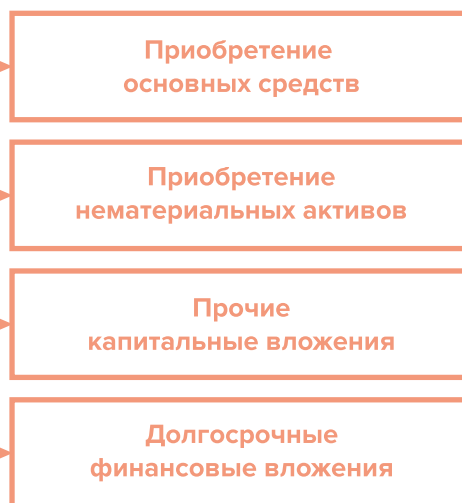 Приобретение
основных средств
Приобретение
нематериальных активов
Прочие
капитальные вложения
Долгосрочные
финансовые вложения